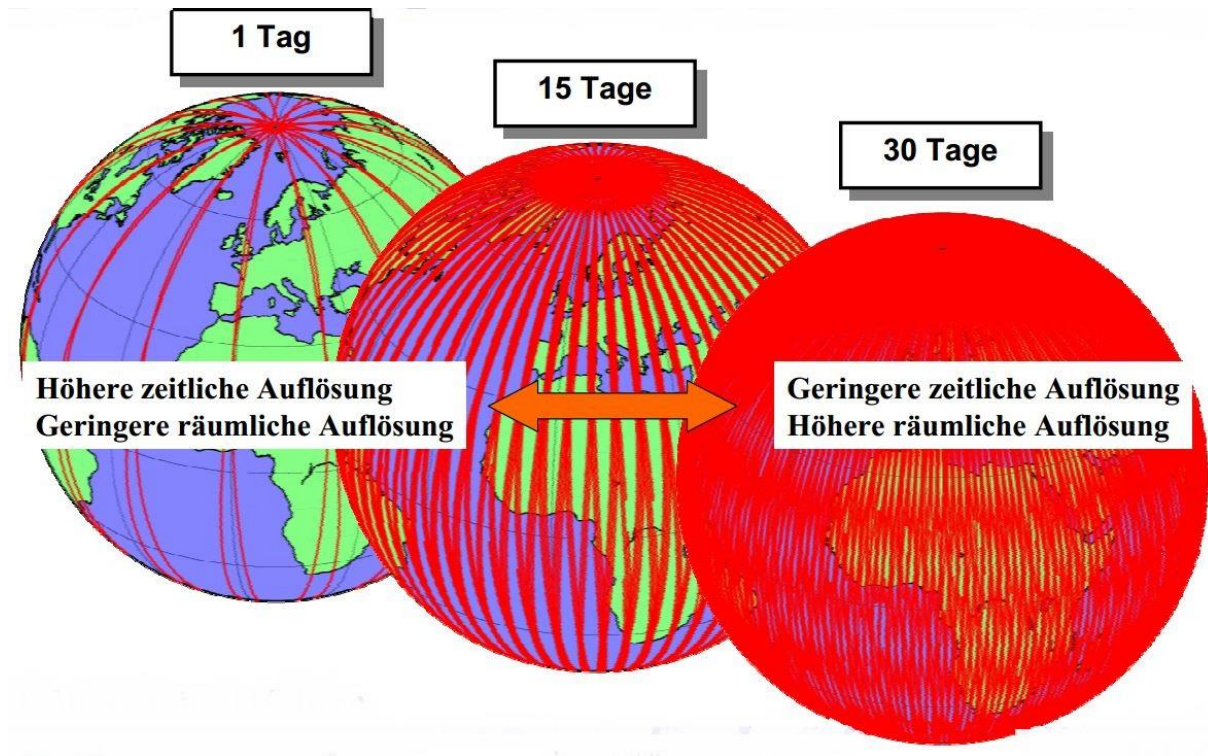 1 Tag
15 Tage
30 Tage
Höhere zeitliche Auflösung
Geringere räumliche Auflösung
Geringere zeitliche Auflösung
Höhere räumliche Auflösung